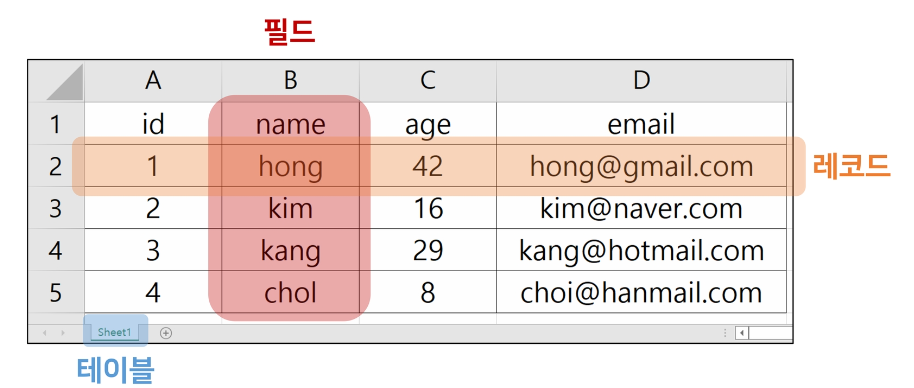 필드
A B C D
1 id name age email
2 1 hong 42 hong@gmail.com 레코드
3 2 kim 16 kim@naver.com
4 3 kang 29 kang@hotmail.com
5 4 chol 8 choi@hanmail.com
Sheet1
테이블